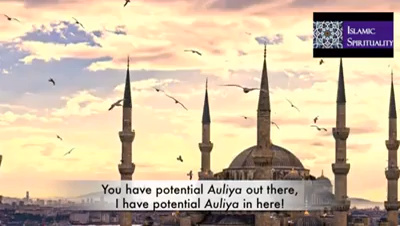 ISLAMIC
SPIRITUALITY
You have potential Auliya out there,
I have potential Auliya in here!